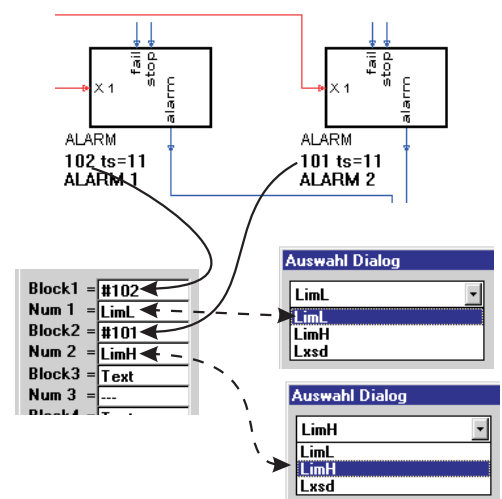 fail
stop
X 1
alarm
ALARM
102 ts=11
ALARM 1
fail
stop
X 1
alarm
ALARM
101 ts=11
ALARM 2
Block1 = #102
Num 1 = LimL
Block2 = #101
Num 2 = LimH
Block3 = Text
Num 3 = ---
Auswahl Dialog
LimL
LimL
LimH
Lxsd
Auswahl Dialog
LimH
LimL
LimH
Lxsd